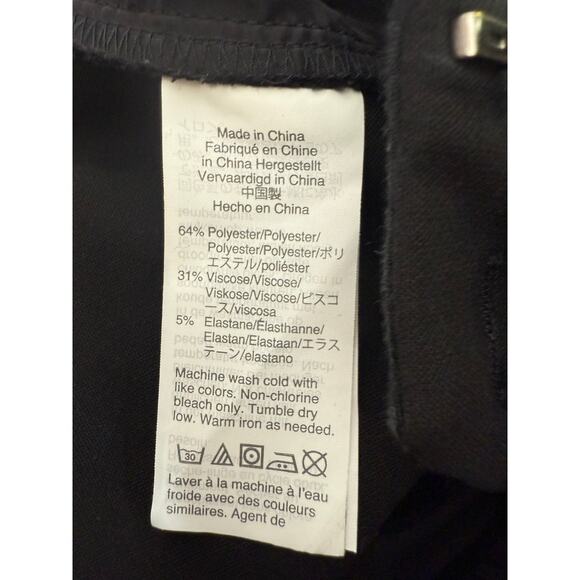 Made in China
Fabriqué en Chine
in China Hergestellt
Vervaardigd in China
中国製
Hecho en China
64% Polyester/Polyester/
Polyester/Polyester/ポリ
エステル/poliéster
31% Viscose/Viscose/
Viskose/Viscose/ビスコ
ース/viscosa
5% Elastane/Élasthanne/
Elastan/Elastaan/エラス
テーン/elastano
Machine wash cold with
like colors. Non-chlorine
bleach only. Tumble dry
low. Warm iron as needed.
30
Laver à la machine à l'eau
froide avec des couleurs
similaires. Agent de